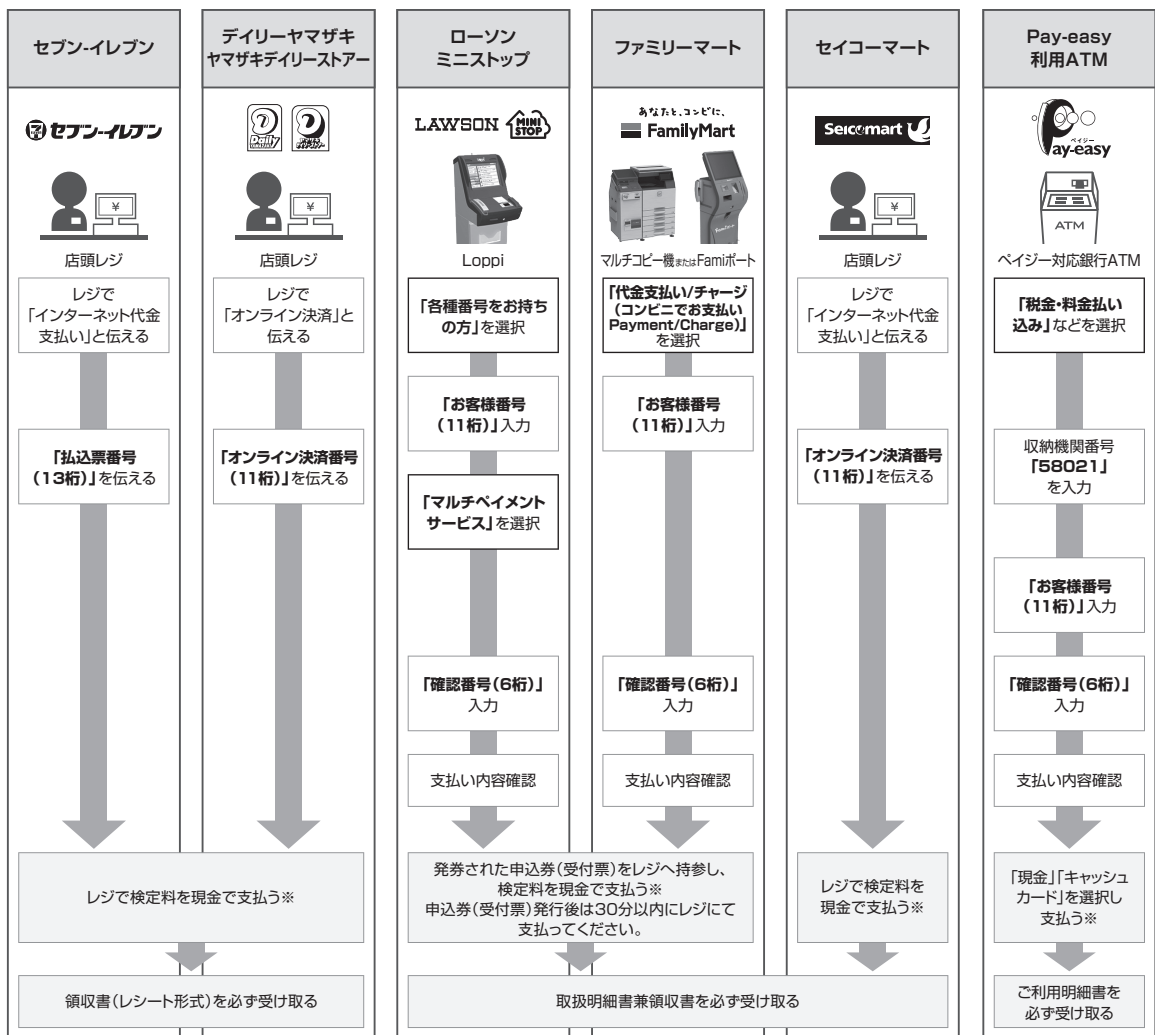 セブン-イレブン
セブン-イレブン
¥
店頭レジ
レジで
「インターネット代金
支払い」と伝える
「払込票番号
(13桁)」を伝える
デイリーヤマザキ
ヤマザキデイリーストアー
Daily
¥
店頭レジ
レジで
「オンライン決済」と
伝える
「オンライン決済番号
(11桁)」を伝える
レジで検定料を現金で支払う※
領収書(レシート形式)を必ず受け取る
ローソン
ミニストップ
LAWSON
MINI
STOP
Loppi
「各種番号をお持ち
の方」を選択
「お客様番号
(11桁)」入力
「マルチペイメント
サービス」を選択
「確認番号(6桁)」
入力
支払い内容確認
ファミリーマート
あなたと、コンビに、
FamilyMart
マルチコピー機またはFamiポート
「代金支払い/チャージ
(コンビニでお支払い
Payment/Charge)」
を選択
「お客様番号
(11桁)」入力
「確認番号(6桁)」
入力
支払い内容確認
発券された申込券(受付票)をレジへ持参し、
検定料を現金で支払う※
申込券(受付票)発行後は30分以内にレジにて
支払ってください。
セイコーマート
Seicomart
¥
店頭レジ
レジで
「インターネット代金
支払い」と伝える
「オンライン決済番号
(11桁)」を伝える
レジで検定料を
現金で支払う※
取扱明細書兼領収書を必ず受け取る
Pay-easy
利用ATM
ペイジー
Pay-easy
ATM
ペイジー対応銀行ATM
「税金・料金払い
込み」などを選択
収納機関番号
「58021」
を入力
「お客様番号
(11桁)」入力
「確認番号(6桁)」
入力
支払い内容確認
「現金」「キャッシュ
カード」を選択し
支払う※
ご利用明細書を
必ず受け取る